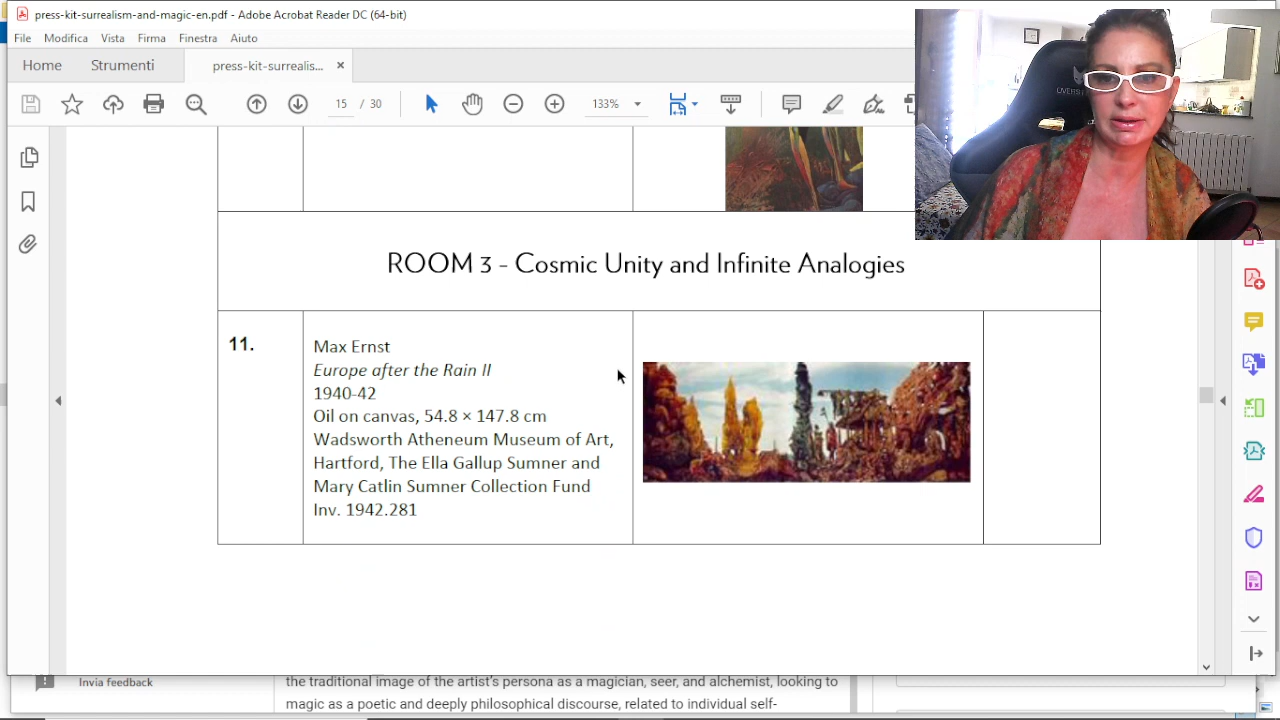 press-kit-surrealism-and-magic-en.pdf - Adobe Acrobat Reader DC (64-bit)
File Modifica Vista Firma Finestra Aiuto
Home Strumenti press-kit-surrealis... ×
15 / 30 133%
ROOM 3 - Cosmic Unity and Infinite Analogies
11.
Max Ernst
Europe after the Rain II
1940-42
Oil on canvas, 54.8 × 147.8 cm
Wadsworth Atheneum Museum of Art,
Hartford, The Ella Gallup Sumner and
Mary Catlin Sumner Collection Fund
Inv. 1942.281
Invia feedback
the traditional image of the artist's persona as a magician, seer, and alchemist, looking to
magic as a poetic and deeply philosophical discourse, related to individual self-